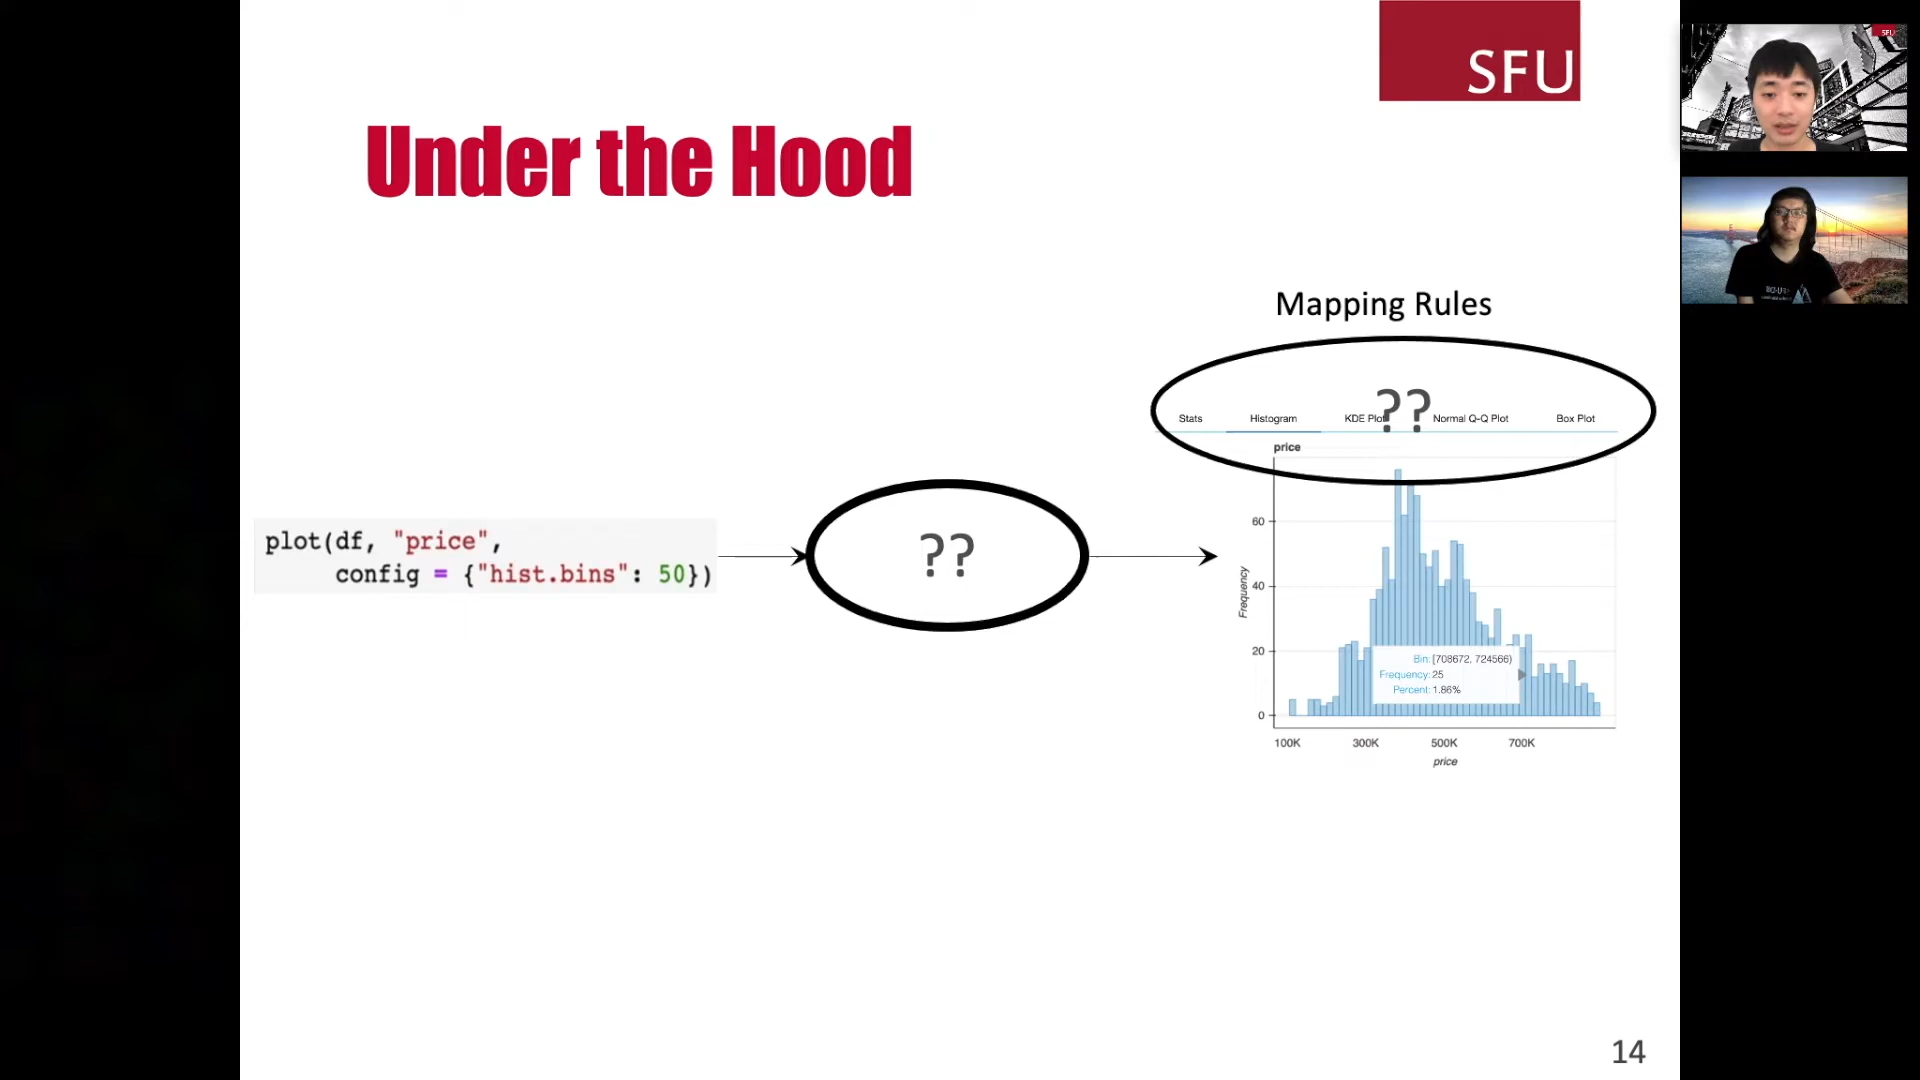 SFU
Under the Hood
Mapping Rules
??
Stats Histogram KDE Plot Normal Q-Q Plot Box Plot
price
plot(df, "price",
config = {"hist.bins": 50})
??
60
40
20
0
Frequency
Bin: [708672, 724566)
Frequency: 25
Percent: 1.86%
100K 300K 500K 700K
price
14
SFU